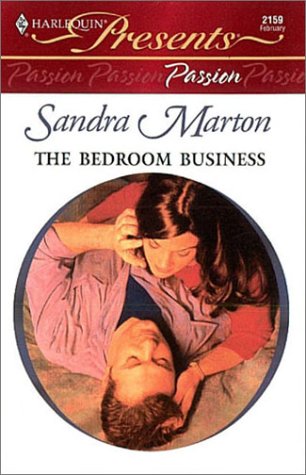 HARLEQUIN®
2159
February
Presents®
Passion Passion Passion Passion
Sandra Marton
THE BEDROOM BUSINESS